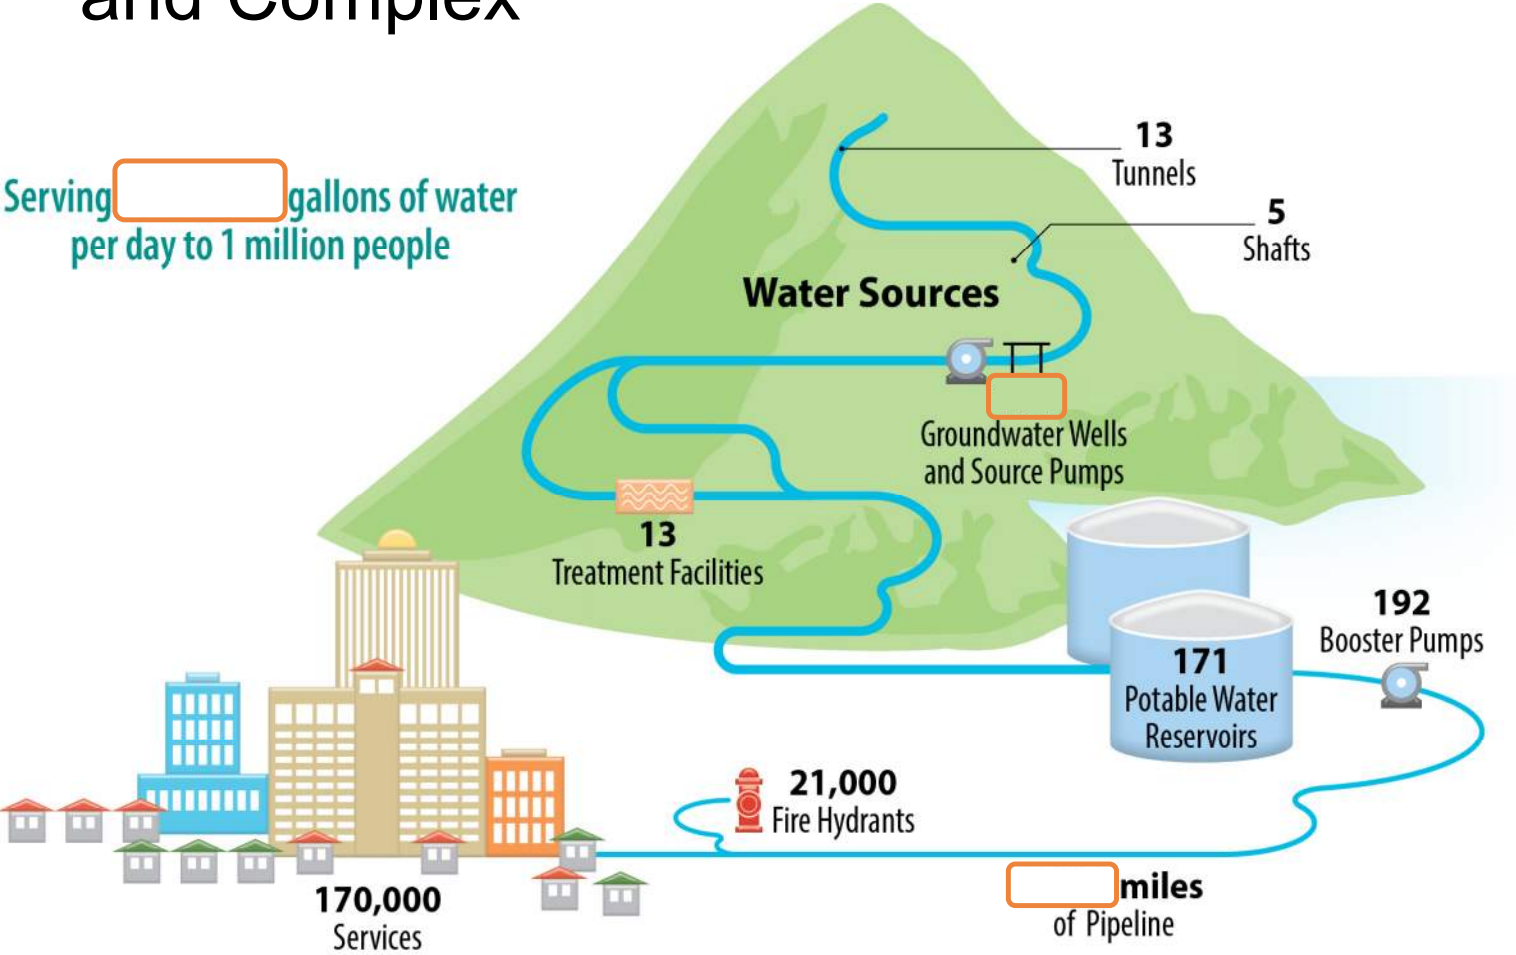 and Complex
Serving gallons of water
per day to 1 million people
13
Tunnels
5
Shafts
Water Sources
Groundwater Wells
and Source Pumps
13
Treatment Facilities
192
Booster Pumps
171
Potable Water
Reservoirs
21,000
Fire Hydrants
miles
of Pipeline
170,000
Services